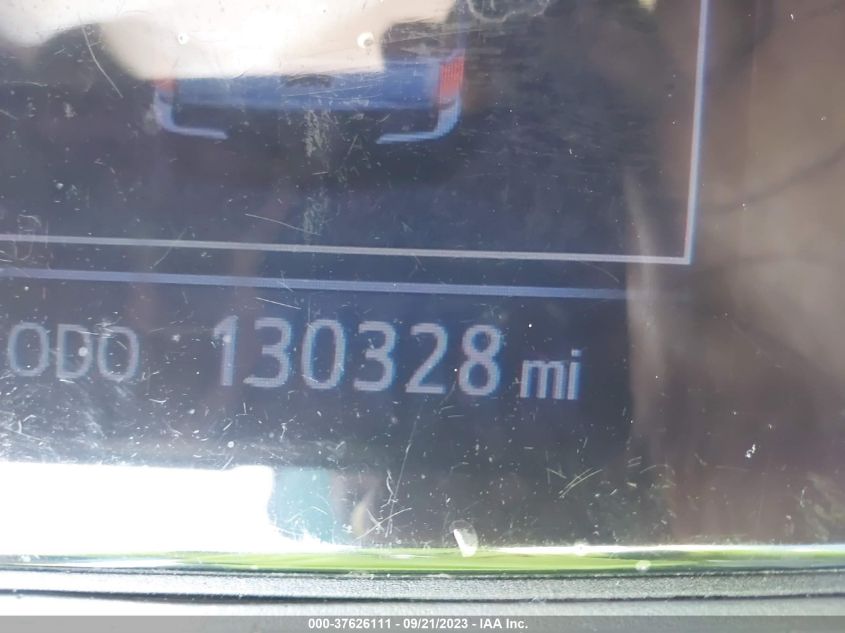 ODO 130328 mi
000-37626111 - 09/21/2023 - IAA Inc.